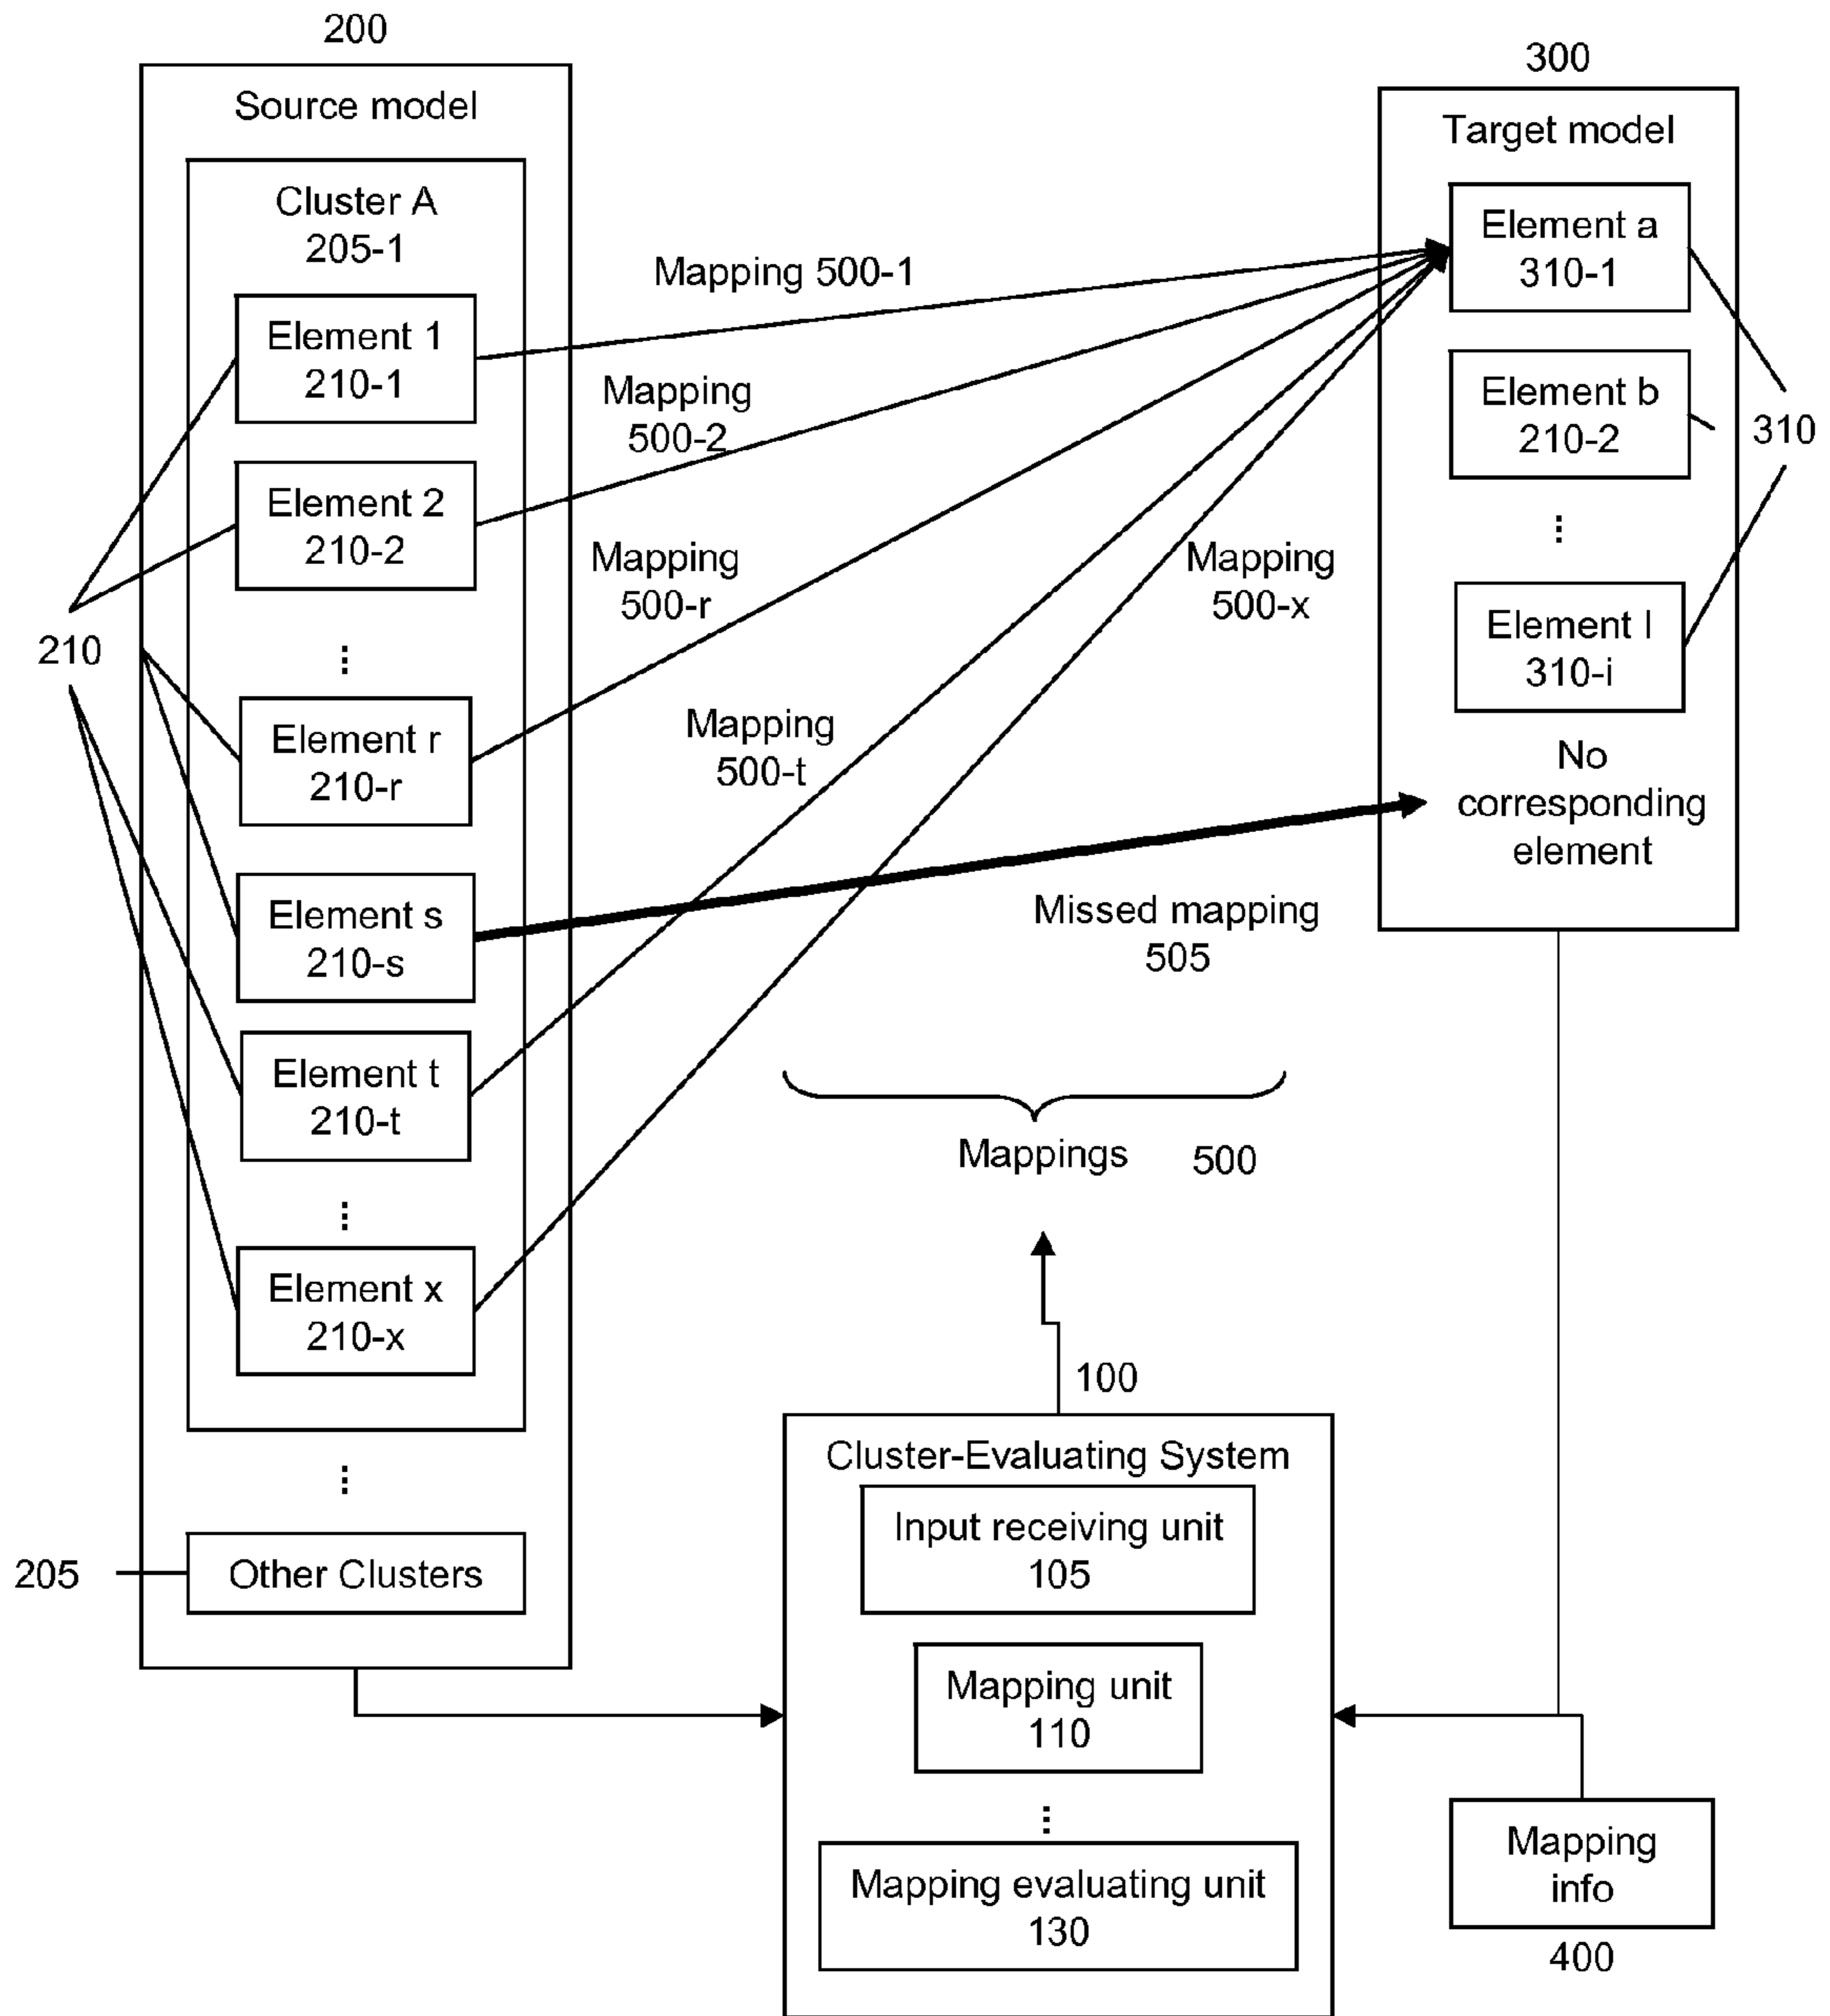 200
Source model
Cluster A
205-1
Element 1
210-1
Element 2
210-2
⋮
Element r
210-r
Element s
210-s
Element t
210-t
⋮
Element x
210-x
⋮
Other Clusters
205
210
Mapping 500-1
Mapping
500-2
Mapping
500-r
Mapping
500-t
Mapping
500-x
Missed mapping
505
Mappings 500
300
Target model
Element a
310-1
Element b
210-2
⋮
Element l
310-i
No
corresponding
element
310
100
Cluster-Evaluating System
Input receiving unit
105
Mapping unit
110
⋮
Mapping evaluating unit
130
Mapping
info
400